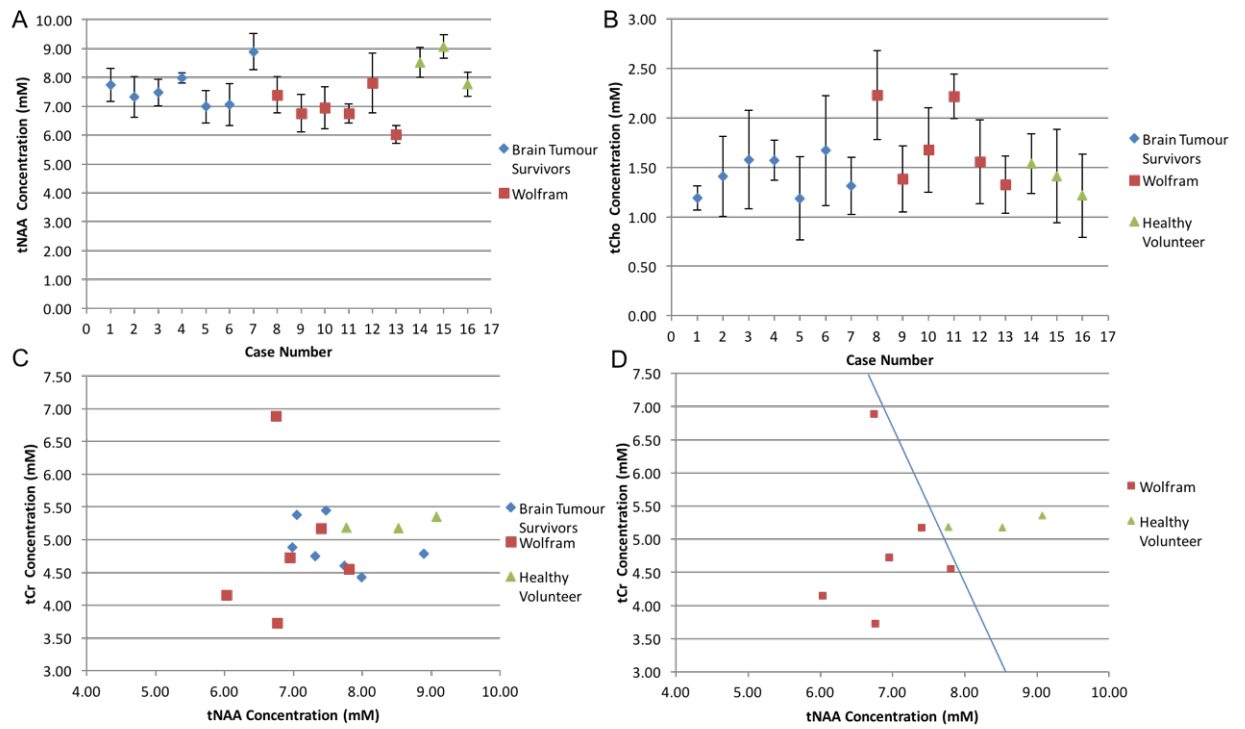 A
10.00
9.00
8.00
7.00
6.00
5.00
4.00
3.00
2.00
1.00
0.00
tNAA Concentration (mM)
0 1 2 3 4 5 6 7 8 9 10 11 12 13 14 15 16 17
Case Number
Brain Tumour
Survivors
Wolfram
B
3.00
2.50
2.00
1.50
1.00
0.50
0.00
tCho Concentration (mM)
0 1 2 3 4 5 6 7 8 9 10 11 12 13 14 15 16 17
Case Number
Brain Tumour
Survivors
Wolfram
Healthy
Volunteer
C
7.50
7.00
6.50
6.00
5.50
5.00
4.50
4.00
3.50
3.00
tCr Concentration (mM)
4.00 5.00 6.00 7.00 8.00 9.00 10.00
tNAA Concentration (mM)
Brain Tumour
Survivors
Wolfram
Healthy
Volunteer
D
7.50
7.00
6.50
6.00
5.50
5.00
4.50
4.00
3.50
3.00
tCr Concentration (mM)
4.00 5.00 6.00 7.00 8.00 9.00 10.00
tNAA Concentration (mM)
Wolfram
Healthy
Volunteer